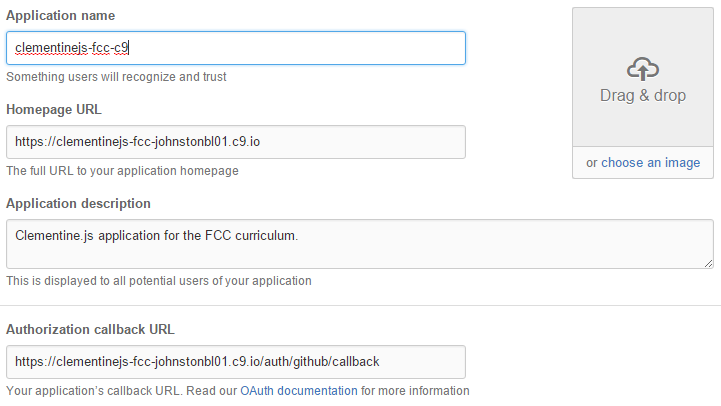 Application name
clementinejs-fcc-c9
Something users will recognize and trust
Drag & drop
or choose an image
Homepage URL
https://clementinejs-fcc-johnstonbl01.c9.io
The full URL to your application homepage
Application description
Clementine.js application for the FCC curriculum.
This is displayed to all potential users of your application
Authorization callback URL
https://clementinejs-fcc-johnstonbl01.c9.io/auth/github/callback
Your application's callback URL. Read our OAuth documentation for more information